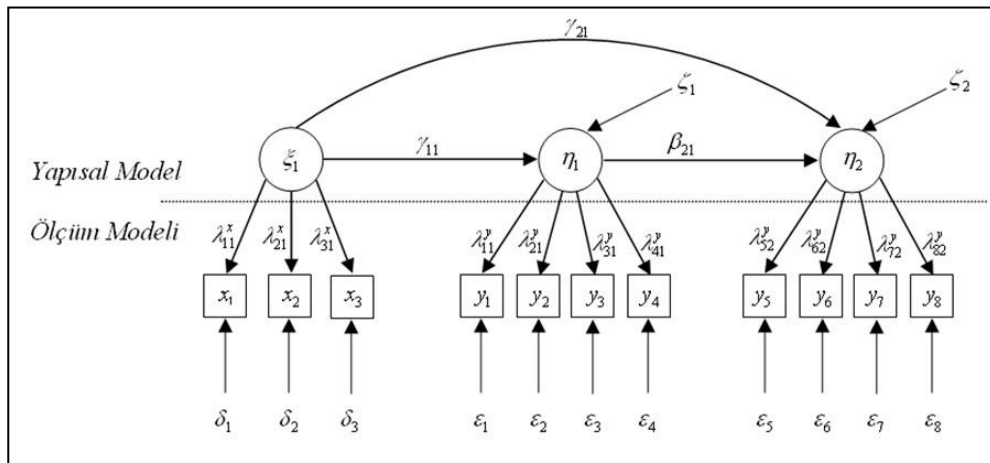 γ₂₁
ζ₁ ζ₂
ξ₁ γ₁₁ η₁ β₂₁ η₂
Yapısal Model
Ölçüm Modeli
λ₁₁ˣ λ₂₁ˣ λ₃₁ˣ λ₁₁ʸ λ₂₁ʸ λ₃₁ʸ λ₄₁ʸ λ₅₂ʸ λ₆₂ʸ λ₇₂ʸ λ₈₂ʸ
x₁ x₂ x₃ y₁ y₂ y₃ y₄ y₅ y₆ y₇ y₈
δ₁ δ₂ δ₃ ε₁ ε₂ ε₃ ε₄ ε₅ ε₆ ε₇ ε₈